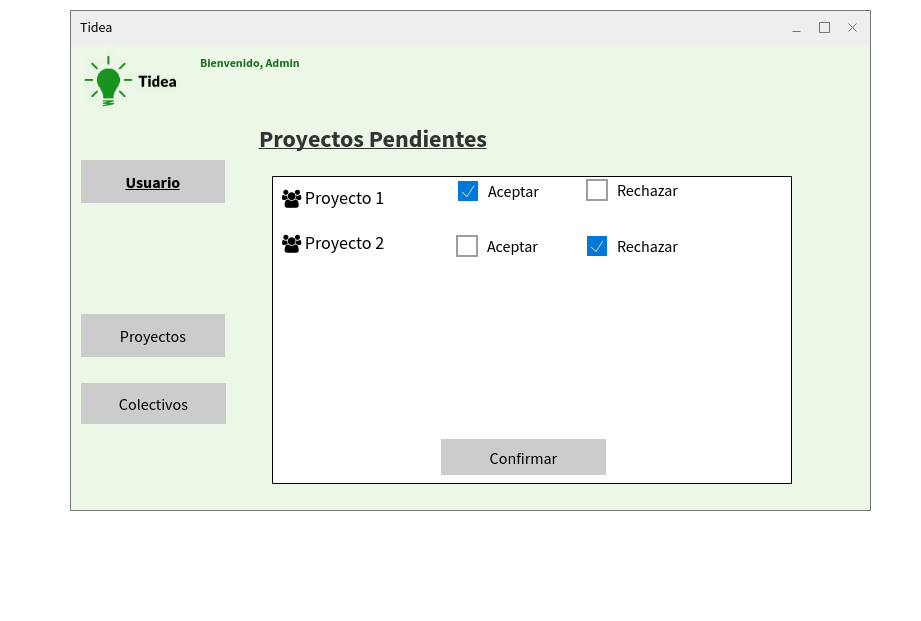 Tidea
Tidea
Bienvenido, Admin
Proyectos Pendientes
Usuario
Proyecto 1 Aceptar Rechazar
Proyecto 2 Aceptar Rechazar
Proyectos
Colectivos
Confirmar